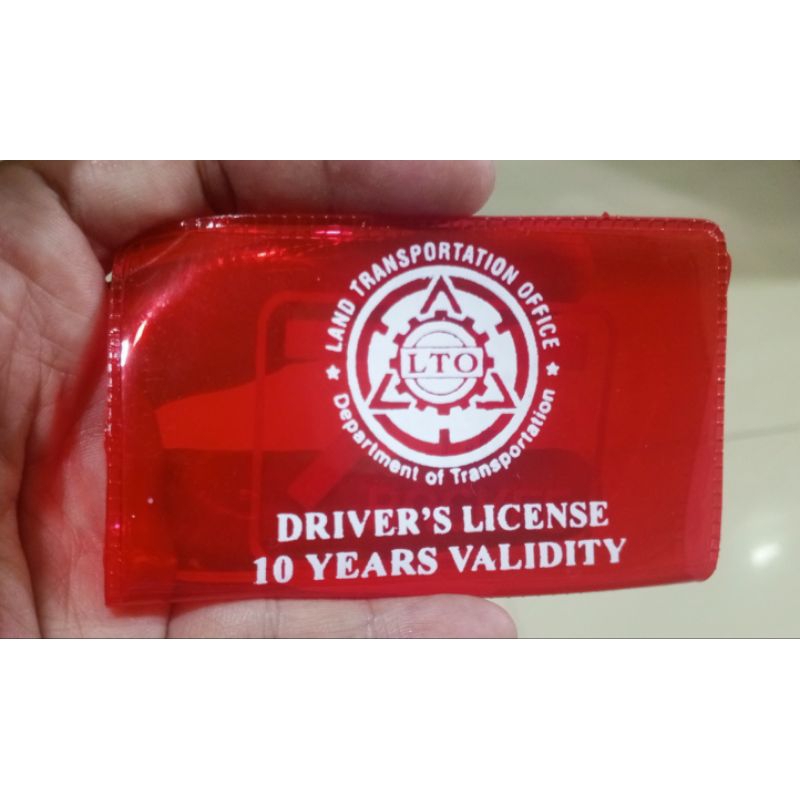 LAND TRANSPORTATION OFFICE
LTO
Department of Transportation
DRIVER'S LICENSE
10 YEARS VALIDITY